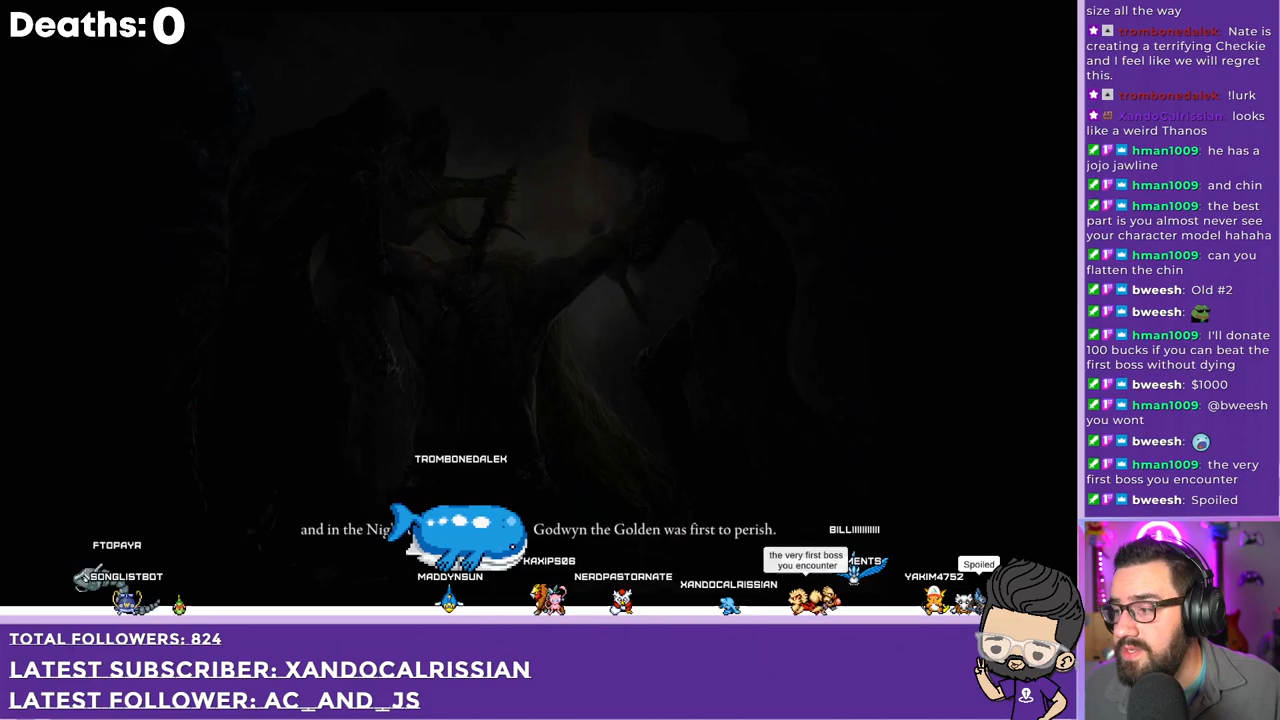 Deaths: 0
size all the way
trombonedalek: Nate is
creating a terrifying Checkie
and I feel like we will regret
this.
trombonedalek: !lurk
XandoCalrissian: looks
like a weird Thanos
hman1009: he has a
jojo jawline
hman1009: and chin
hman1009: the best
part is you almost never see
your character model hahaha
hman1009: can you
flatten the chin
bweesh: Old #2
bweesh:
hman1009: I'll donate
100 bucks if you can beat the
first boss without dying
bweesh: $1000
hman1009: @bweesh
you wont
bweesh:
hman1009: the very
first boss you encounter
bweesh: Spoiled
TROMBONEDALEK
and in the Nig Godwyn the Golden was first to perish.
BILLIIIIIIIIII
FTOPAYR
the very first boss
you encounter
KAXIPS06
MENTS
Spoiled
SONGLISTBOT
MADDYNSUN
NERDPASTORNATE
XANDOCALRISSIAN
YAKIM4752
TOTAL FOLLOWERS: 824
LATEST SUBSCRIBER: XANDOCALRISSIAN
LATEST FOLLOWER: AC_AND_JS